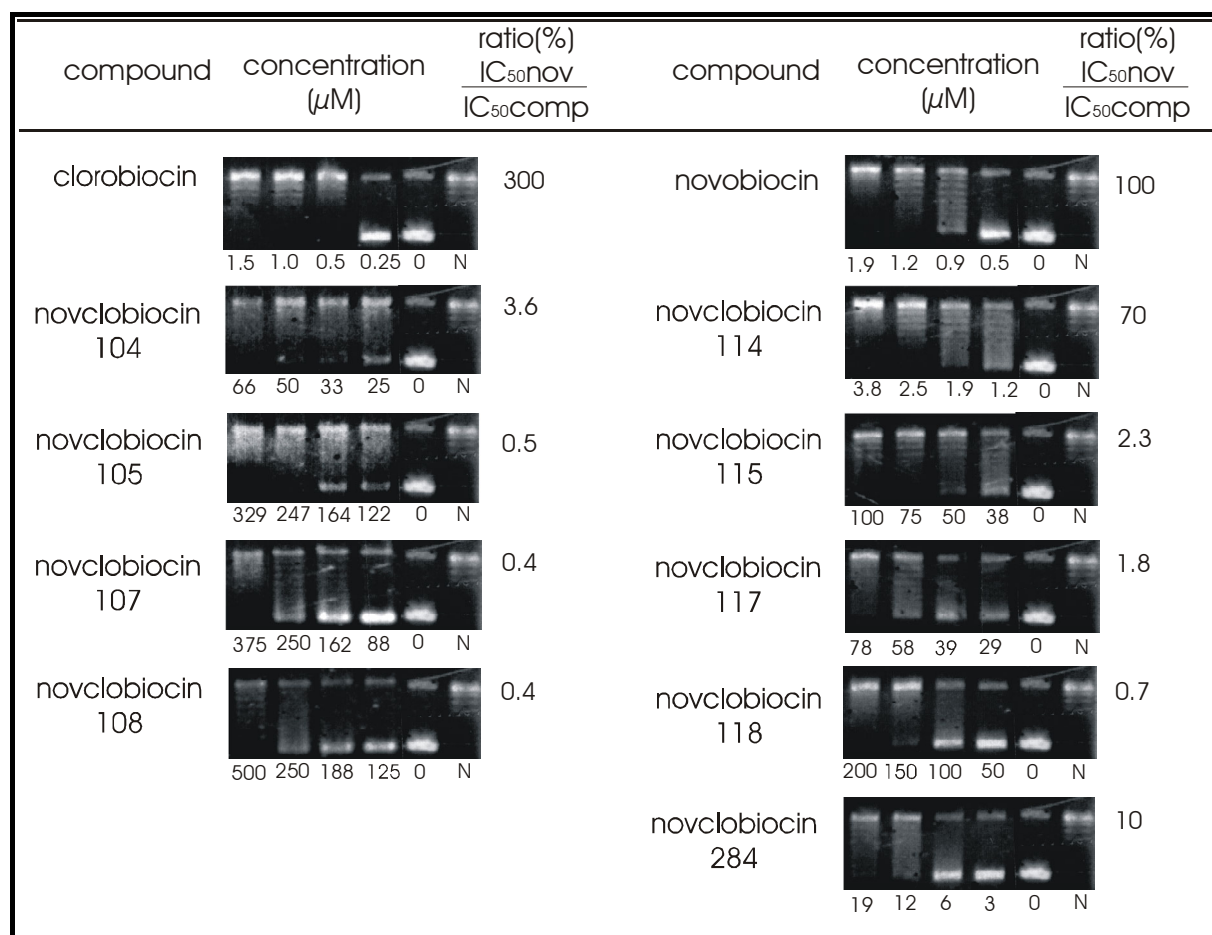 compound concentration (μM) ratio(%) IC₅₀nov IC₅₀comp compound concentration (μM) ratio(%) IC₅₀nov IC₅₀comp
clorobiocin 300
1.5 1.0 0.5 0.25 0 N
novclobiocin 104 3.6
66 50 33 25 0 N
novclobiocin 105 0.5
329 247 164 122 0 N
novclobiocin 107 0.4
375 250 162 88 0 N
novclobiocin 108 0.4
500 250 188 125 0 N
novobiocin 100
1.9 1.2 0.9 0.5 0 N
novclobiocin 114 70
3.8 2.5 1.9 1.2 0 N
novclobiocin 115 2.3
100 75 50 38 0 N
novclobiocin 117 1.8
78 58 39 29 0 N
novclobiocin 118 0.7
200 150 100 50 0 N
novclobiocin 284 10
19 12 6 3 0 N